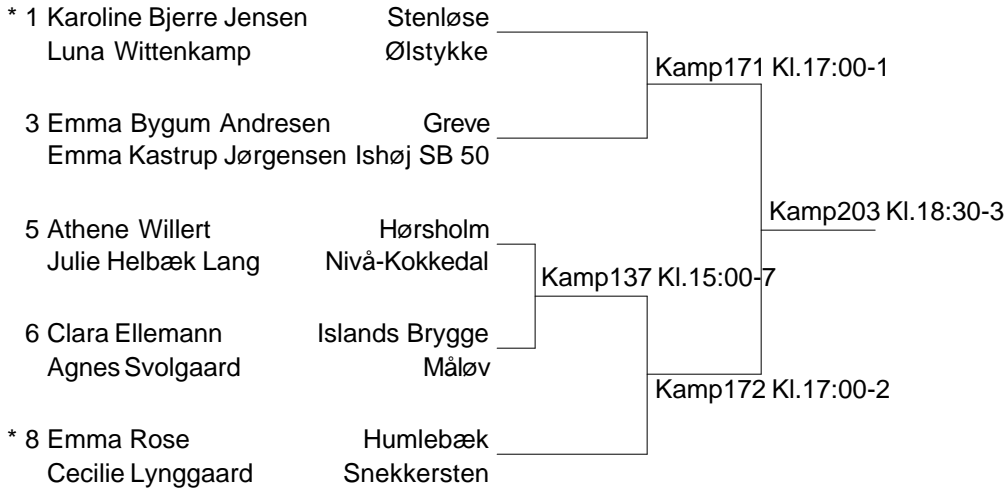 * 1 Karoline Bjerre Jensen Stenløse
Luna Wittenkamp Ølstykke
Kamp171 Kl.17:00-1
3 Emma Bygum Andresen Greve
Emma Kastrup Jørgensen Ishøj SB 50
Kamp203 Kl.18:30-3
5 Athene Willert Hørsholm
Julie Helbæk Lang Nivå-Kokkedal
Kamp137 Kl.15:00-7
6 Clara Ellemann Islands Brygge
Agnes Svolgaard Måløv
Kamp172 Kl.17:00-2
* 8 Emma Rose Humlebæk
Cecilie Lynggaard Snekkersten